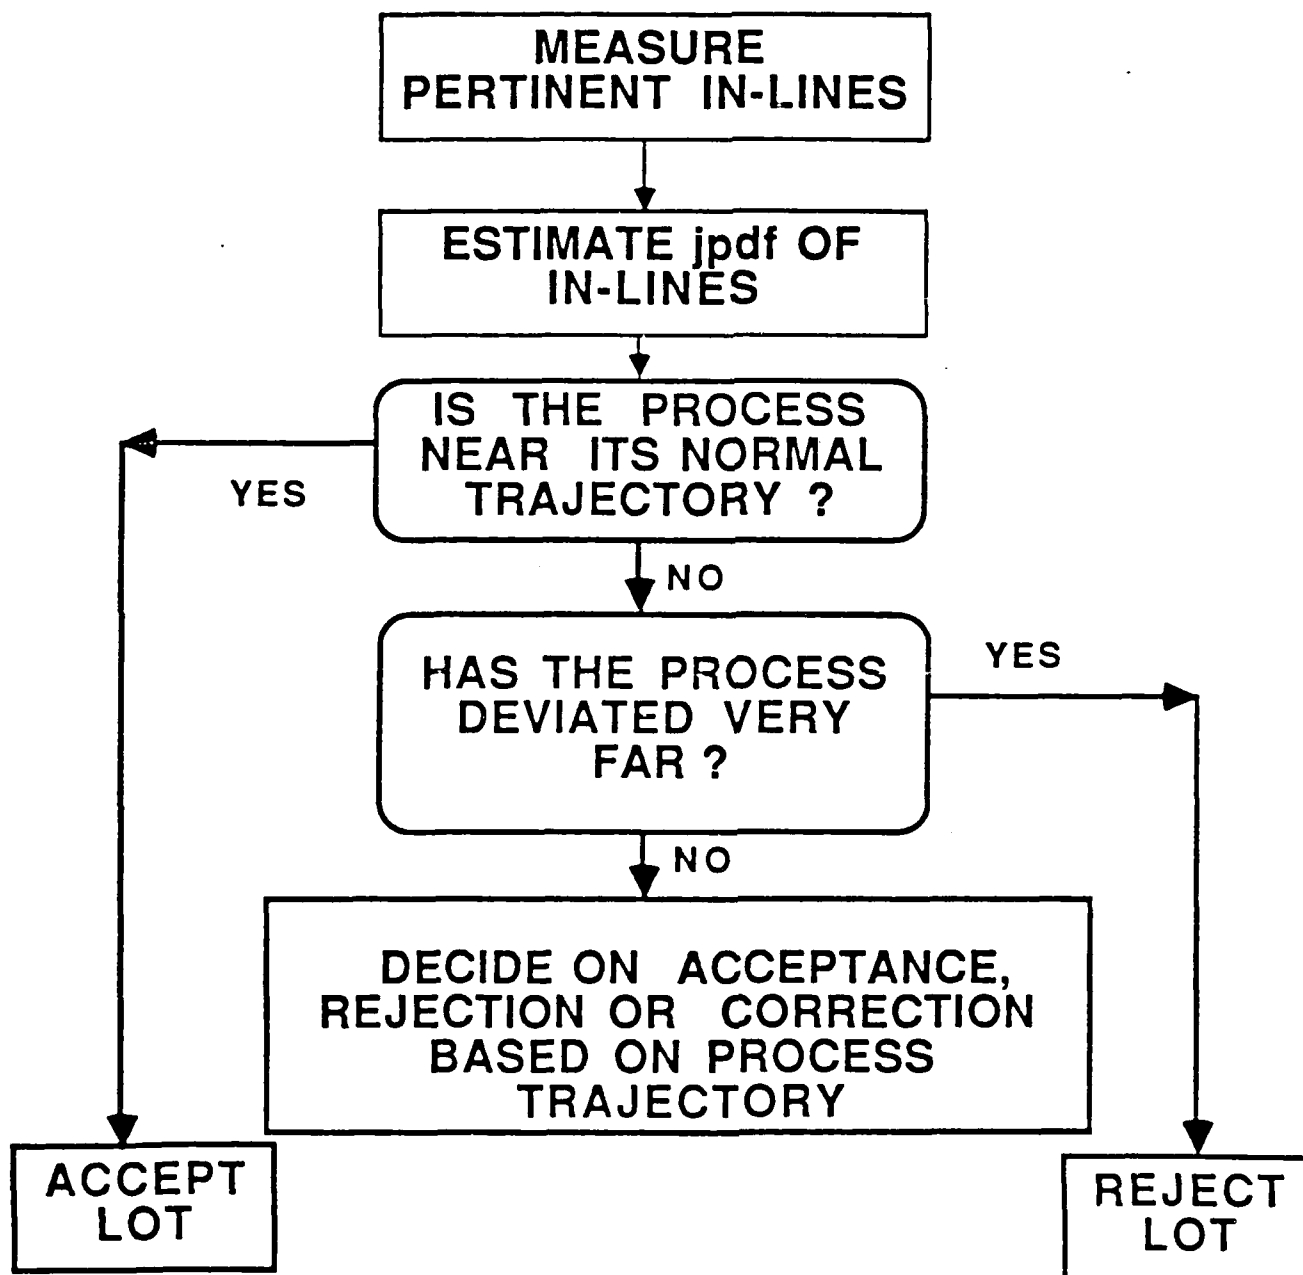 MEASURE
PERTINENT IN-LINES
ESTIMATE jpdf OF
IN-LINES
IS THE PROCESS
NEAR ITS NORMAL
TRAJECTORY ?
YES
NO
HAS THE PROCESS
DEVIATED VERY
FAR ?
YES
NO
DECIDE ON ACCEPTANCE,
REJECTION OR CORRECTION
BASED ON PROCESS
TRAJECTORY
ACCEPT
LOT
REJECT
LOT